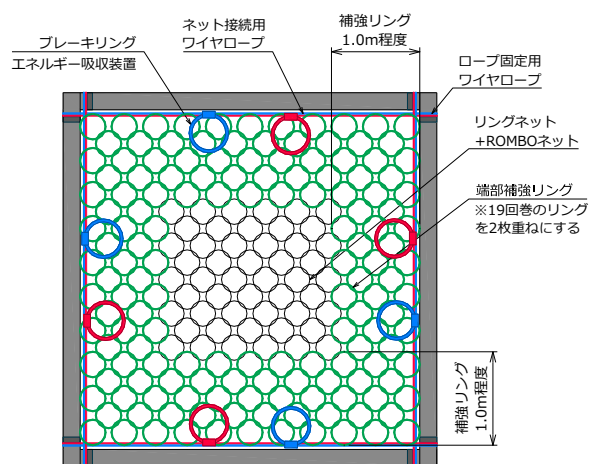 補強リング
1.0m程度
ネット接続用
ワイヤロープ
ブレーキリング
エネルギー吸収装置
ロープ固定用
ワイヤロープ
リングネット
+ROMBOネット
端部補強リング
※19回巻のリング
を2枚重ねにする
補強リング
1.0m程度